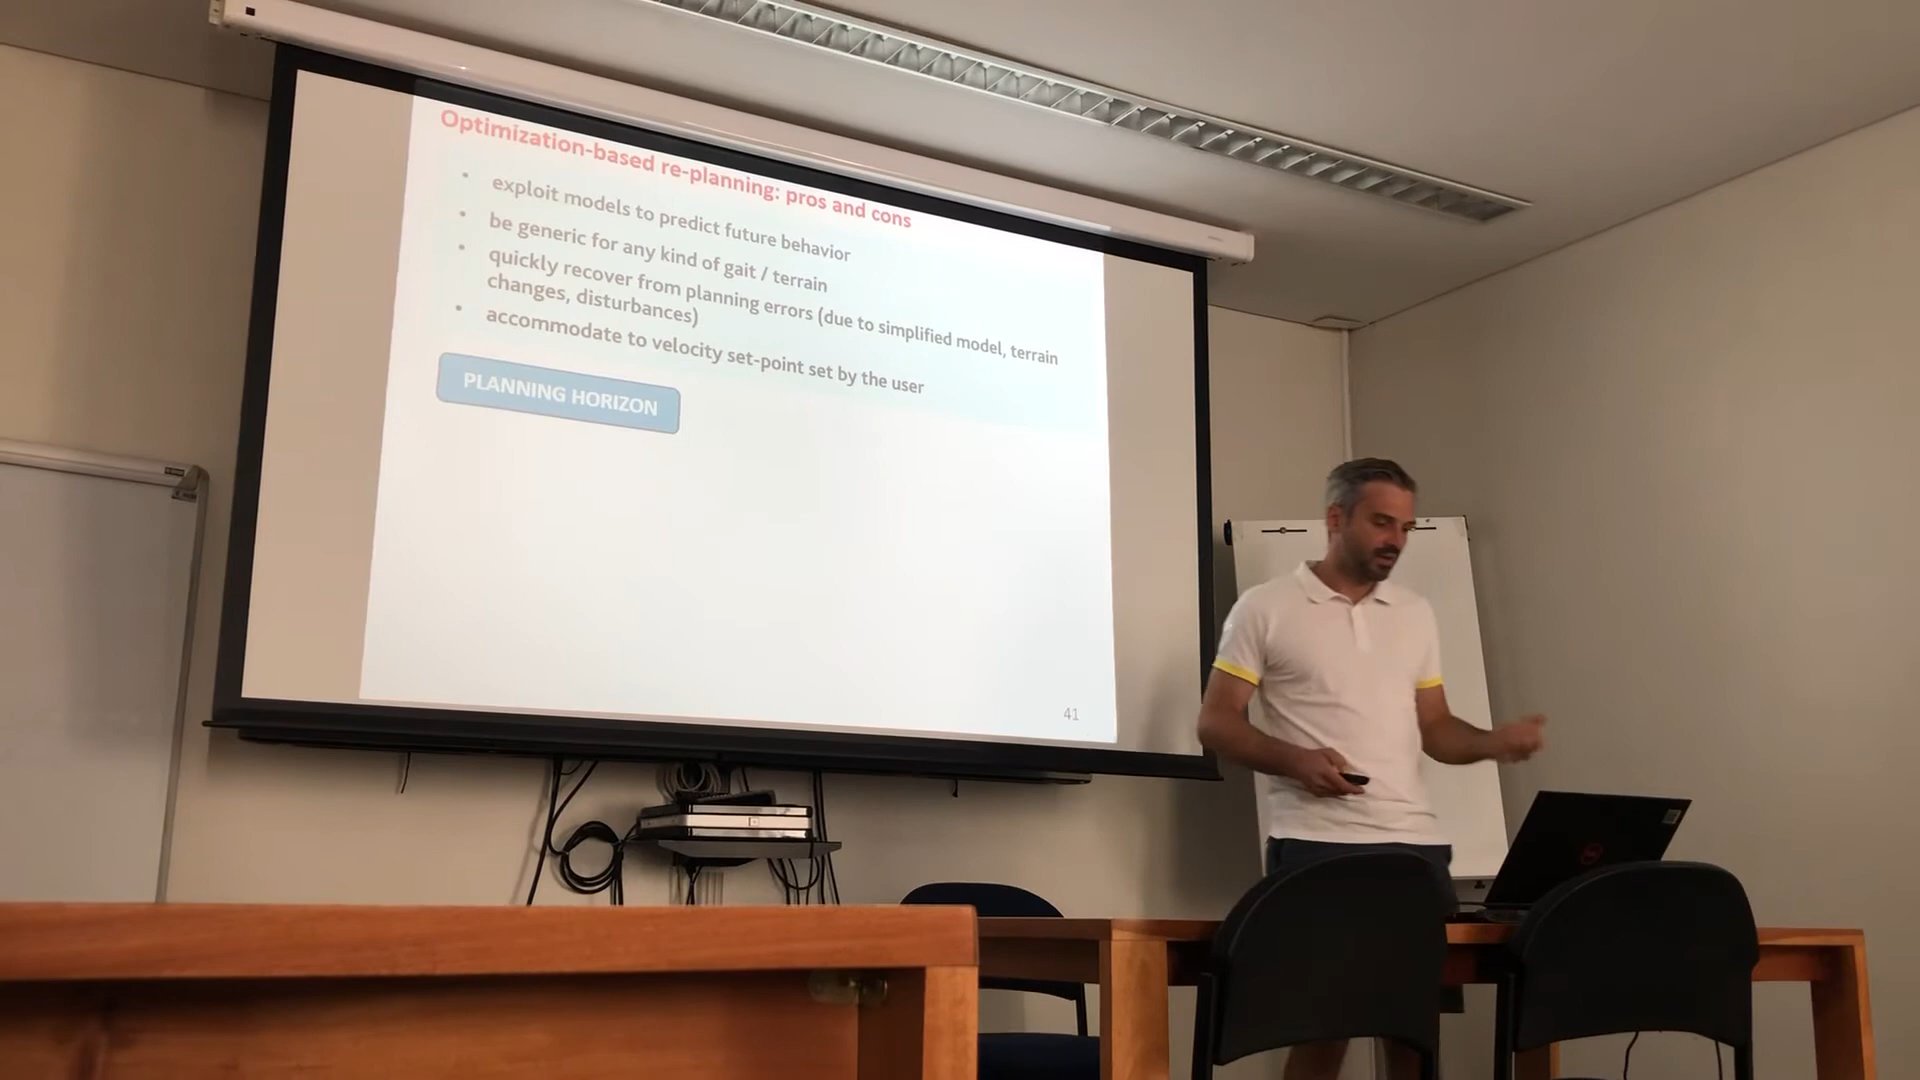 Optimization-based re-planning: pros and cons
• exploit models to predict future behavior
• be generic for any kind of gait / terrain
• quickly recover from planning errors (due to simplified model, terrain
changes, disturbances)
• accommodate to velocity set-point set by the user
PLANNING HORIZON
41